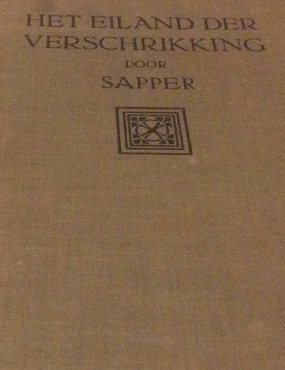 HET EILAND DER
VERSCHRIKKING
DOOR
SAPPER